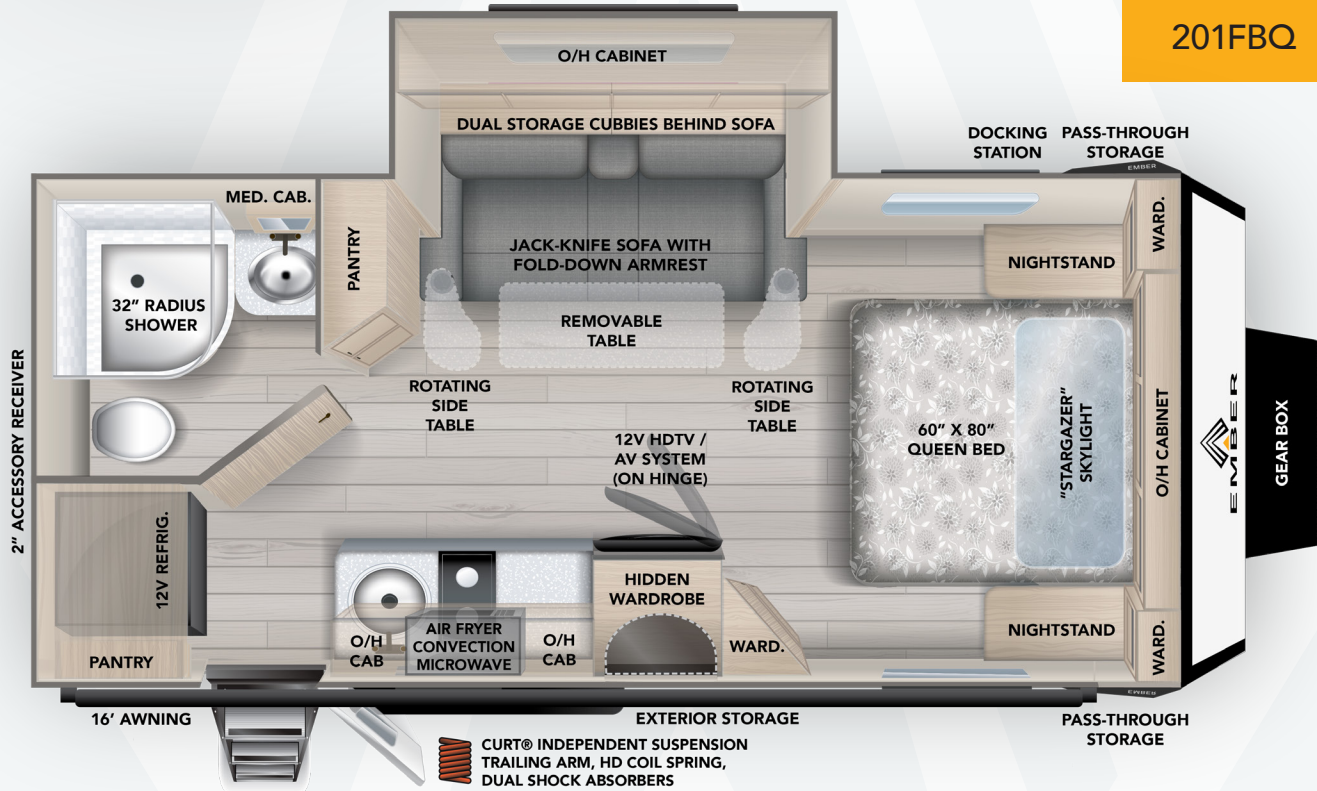 201FBQ
O/H CABINET
DUAL STORAGE CUBBIES BEHIND SOFA
DOCKING
STATION
PASS-THROUGH
STORAGE
EMBER
MED. CAB.
PANTRY
WARD.
JACK-KNIFE SOFA WITH
FOLD-DOWN ARMREST
NIGHTSTAND
32" RADIUS
SHOWER
REMOVABLE
TABLE
ROTATING
SIDE
TABLE
ROTATING
SIDE
TABLE
2" ACCESSORY RECEIVER
12V HDTV /
AV SYSTEM
(ON HINGE)
60" X 80"
QUEEN BED
"STARGAZER"
SKYLIGHT
O/H CABINET
EMBER
GEAR BOX
12V REFRIG.
HIDDEN
WARDROBE
O/H
CAB
AIR FRYER
CONVECTION
MICROWAVE
O/H
CAB
WARD.
NIGHTSTAND
WARD.
PANTRY
EMBER
16' AWNING
EXTERIOR STORAGE
PASS-THROUGH
STORAGE
CURT® INDEPENDENT SUSPENSION
TRAILING ARM, HD COIL SPRING,
DUAL SHOCK ABSORBERS